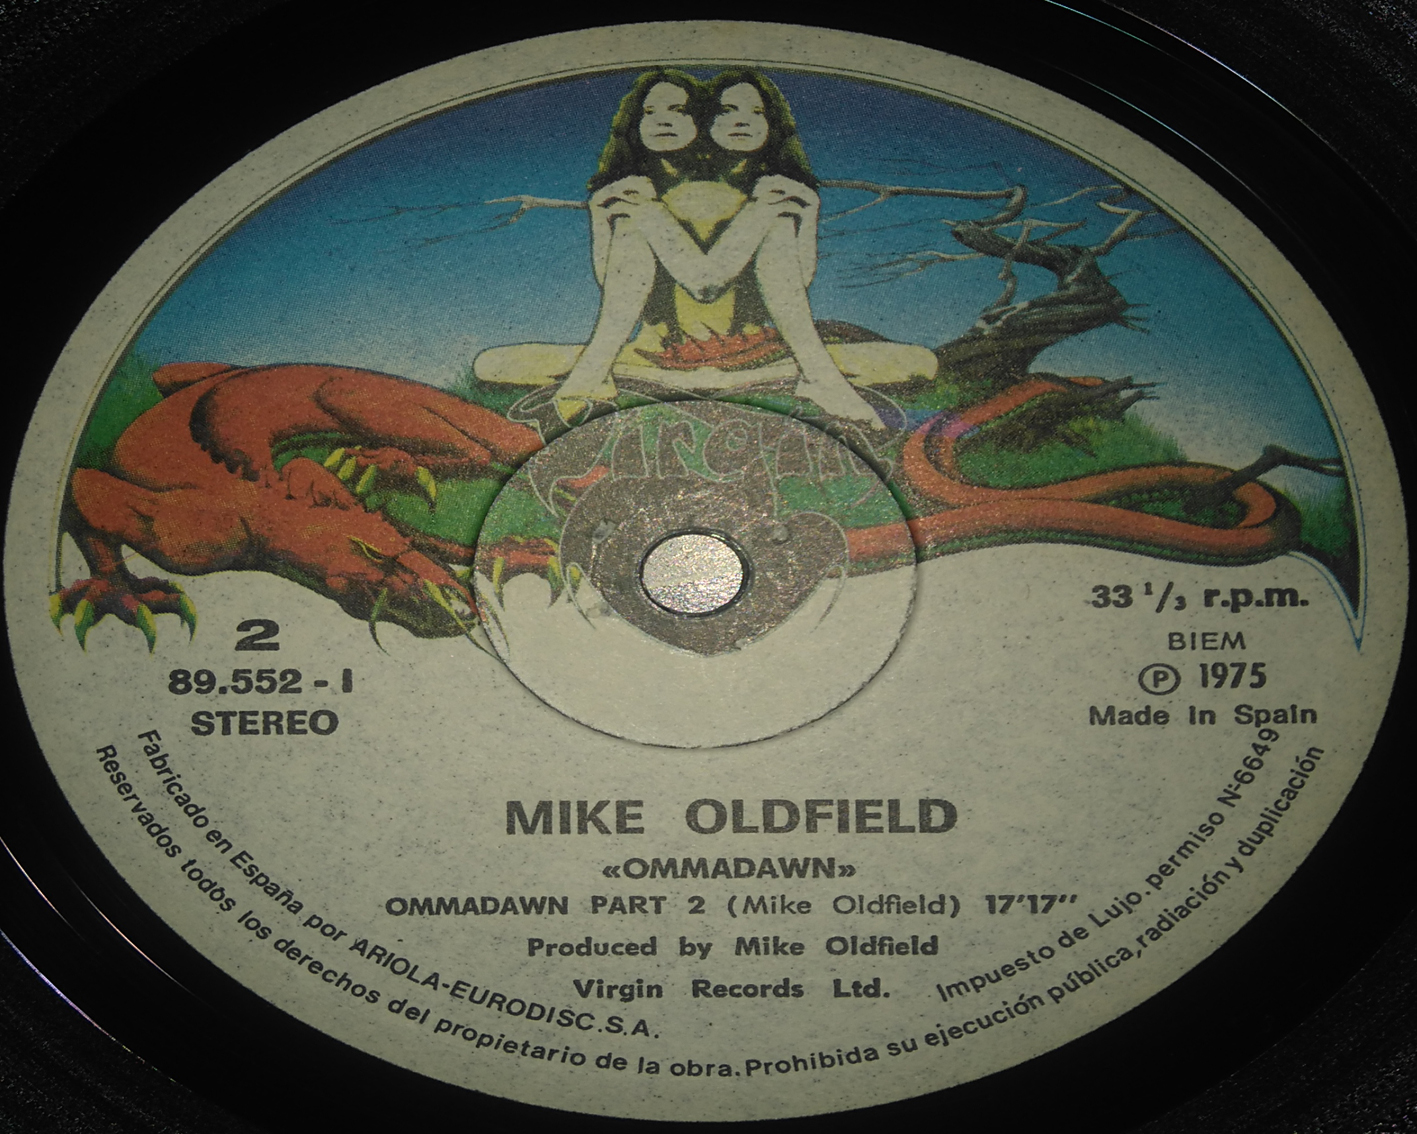 Virgin
2
89.552 - I
STEREO
33 1/3 r.p.m.
BIEM
Ⓟ 1975
Made in Spain
MIKE OLDFIELD
«OMMADAWN»
OMMADAWN PART 2 (Mike Oldfield) 17'17''
Produced by Mike Oldfield
Virgin Records Ltd.
Fabricado en España por ARIOLA-EURODISC.S.A. Impuesto de Lujo. permiso Nº6649
Reservados todos los derechos del propietario de la obra. Prohibida su ejecución pública, radiación y duplicación